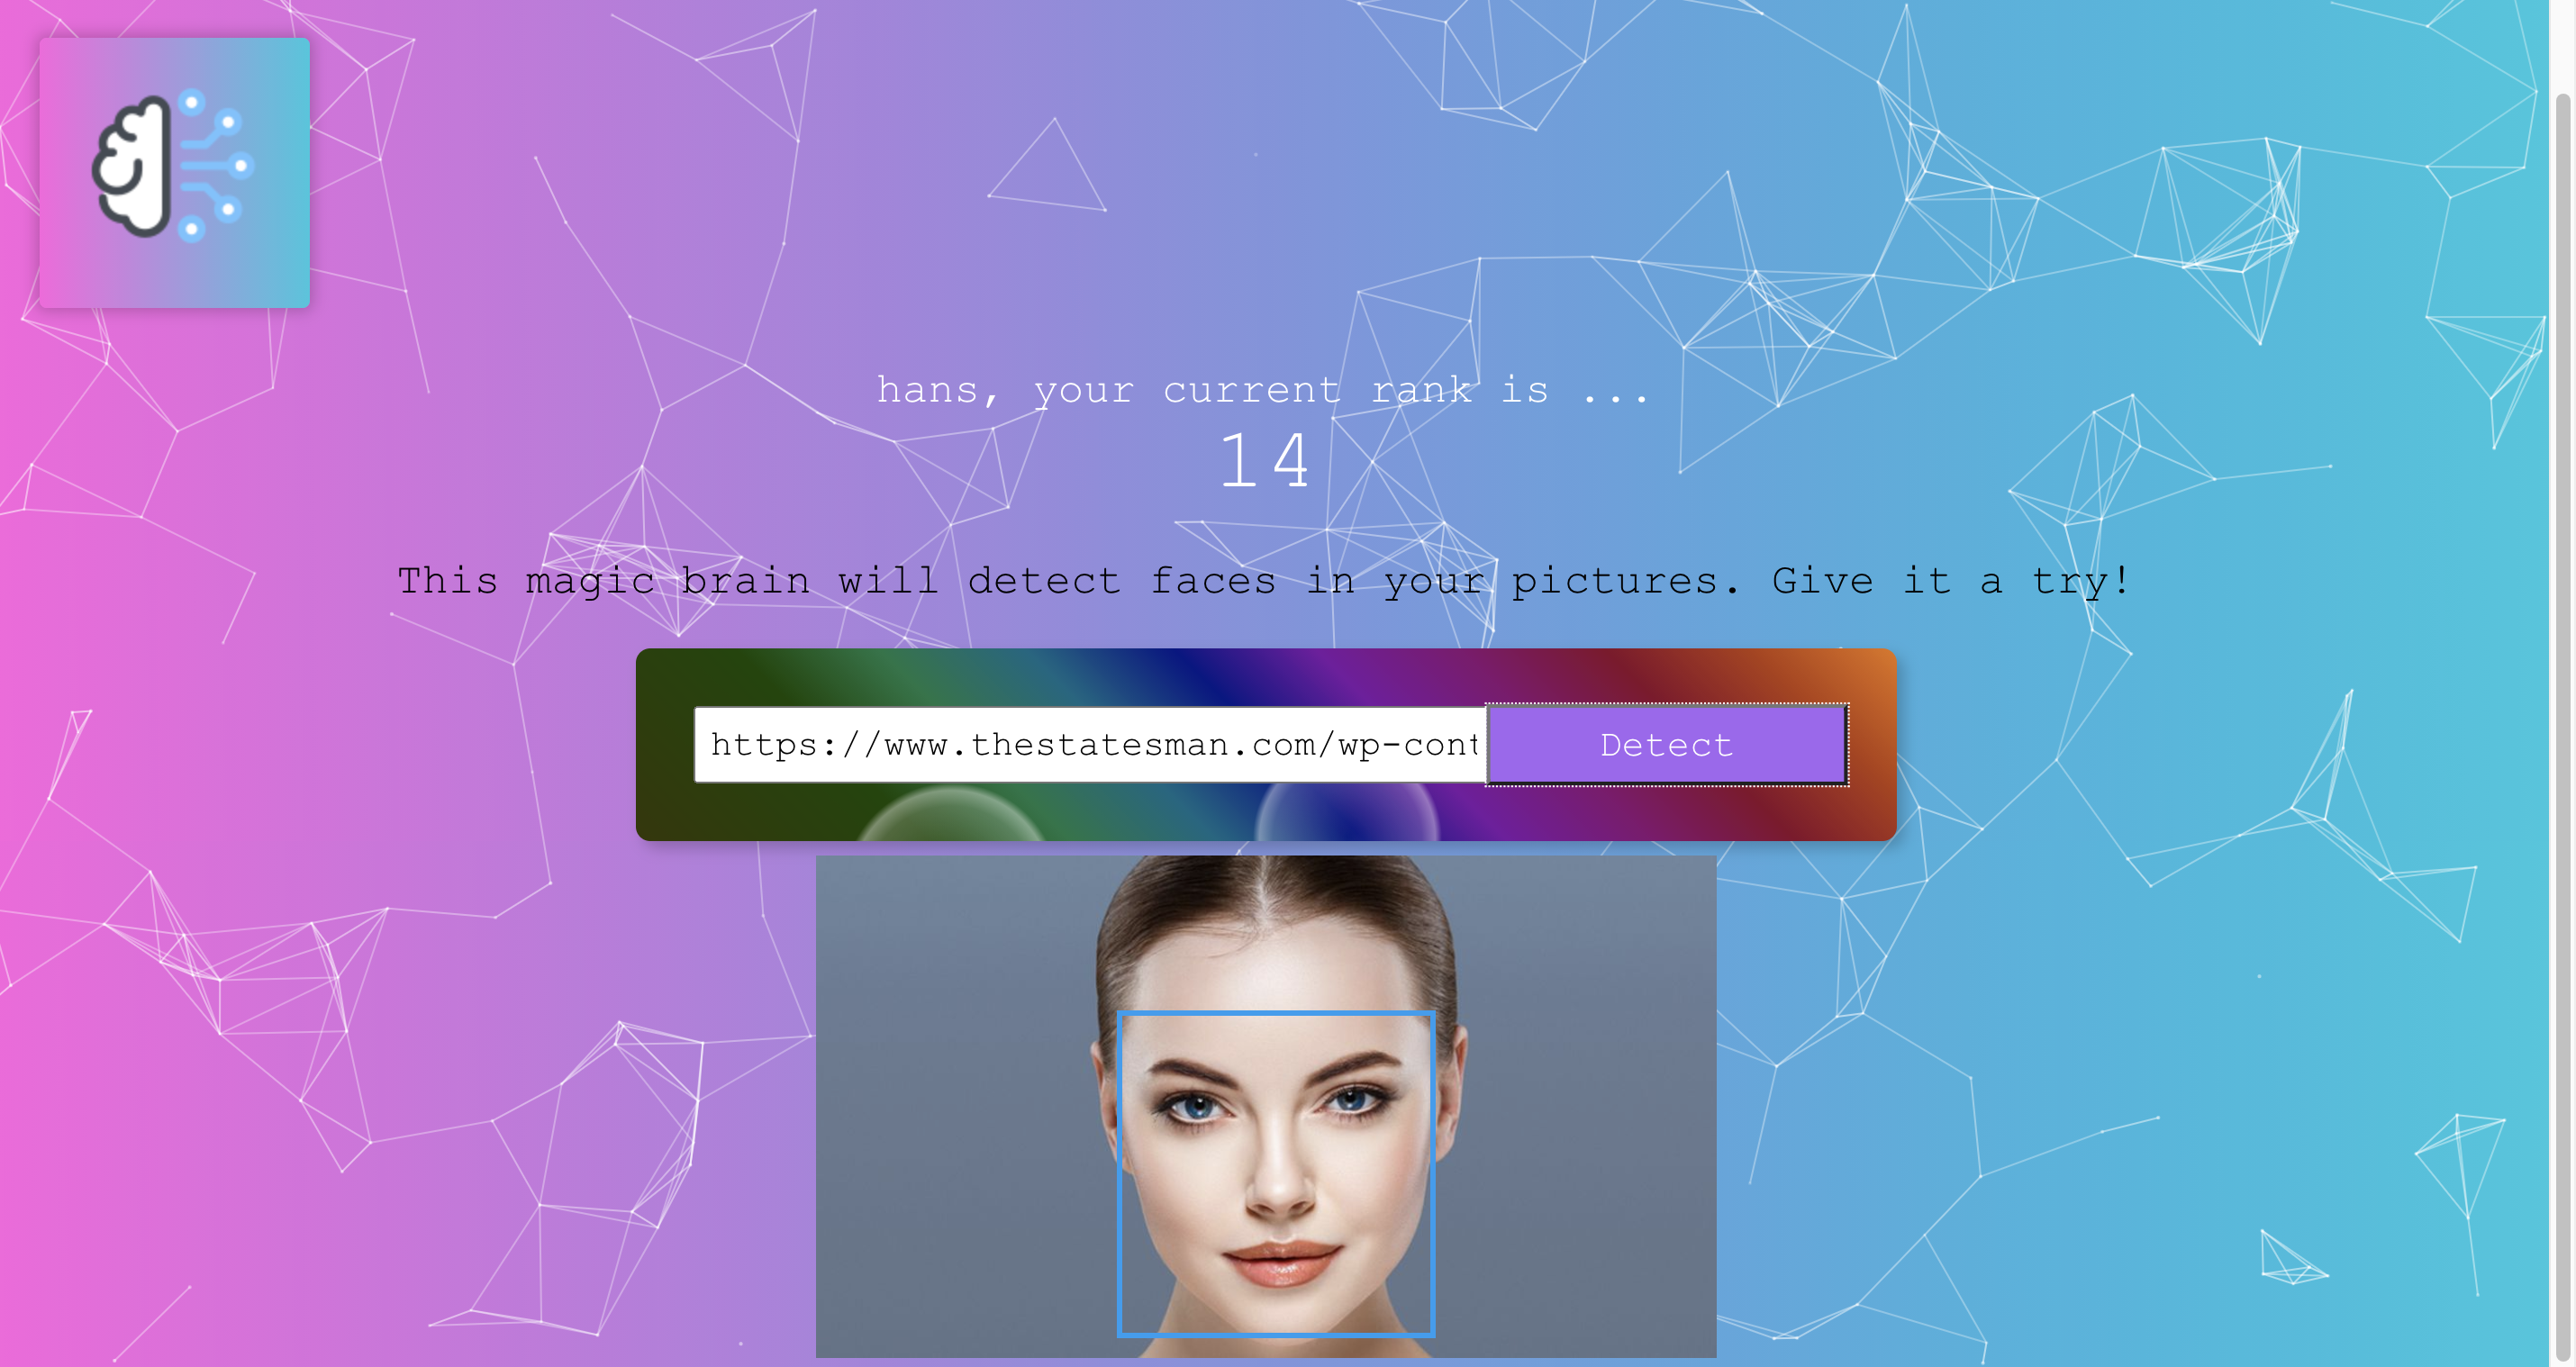 hans, your current rank is ...
14
This magic brain will detect faces in your pictures. Give it a try!
https://www.thestatesman.com/wp-cont
Detect